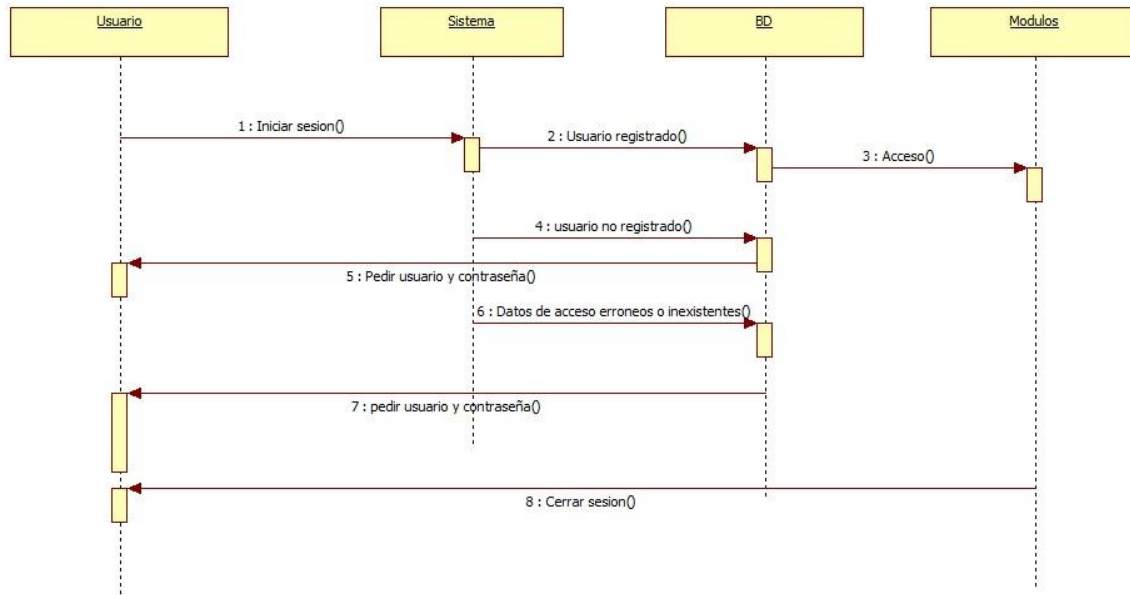 Usuario
Sistema
BD
Modulos
1 : Iniciar sesion()
2 : Usuario registrado()
3 : Acceso()
4 : usuario no registrado()
5 : Pedir usuario y contraseña()
6 : Datos de acceso erroneos o inexistentes()
7 : pedir usuario y contraseña()
8 : Cerrar sesion()